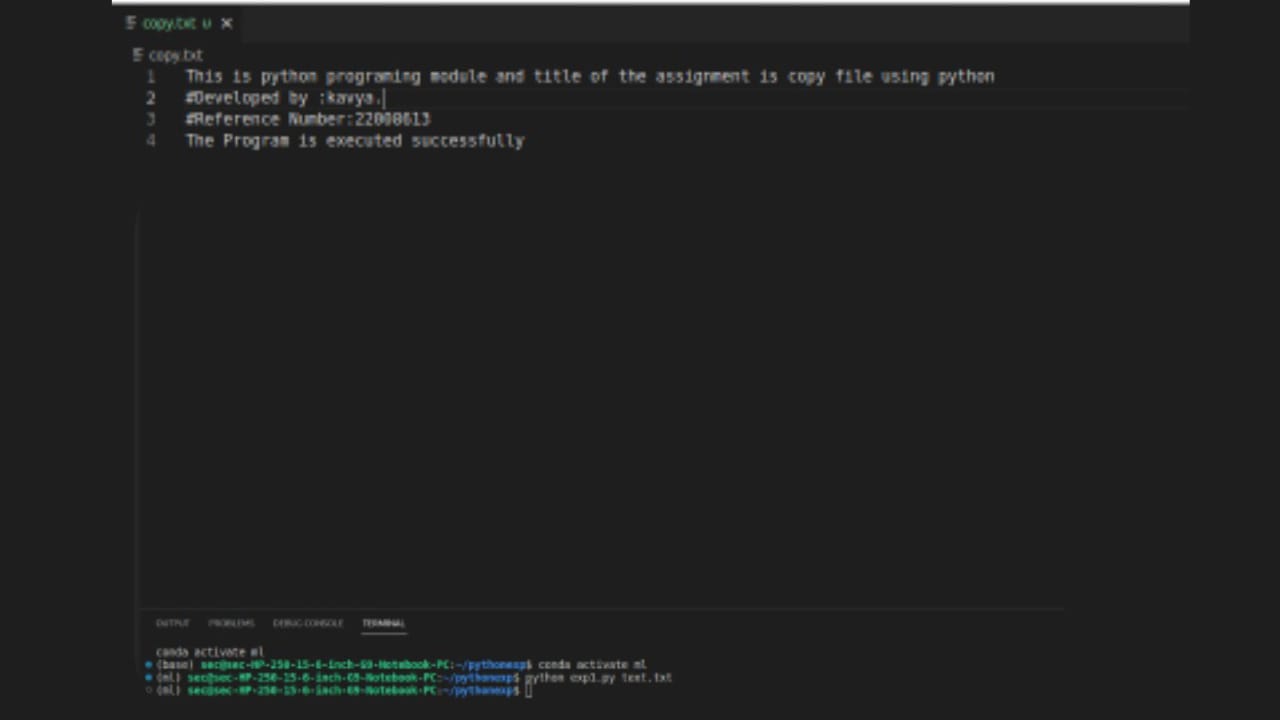 copy.txt U ✕
copy.txt
1 This is python programing module and title of the assignment is copy file using python
2 #Developed by :kavya.
3 #Reference Number:22008613
4 The Program is executed successfully
OUTPUT PROBLEMS DEBUG CONSOLE TERMINAL
conda activate ml
(base) sec@sec-HP-250-15-6-inch-G9-Notebook-PC:~/pythonexp$ conda activate ml
(ml) sec@sec-HP-250-15-6-inch-G9-Notebook-PC:~/pythonexp$ python exp1.py text.txt
(ml) sec@sec-HP-250-15-6-inch-G9-Notebook-PC:~/pythonexp$